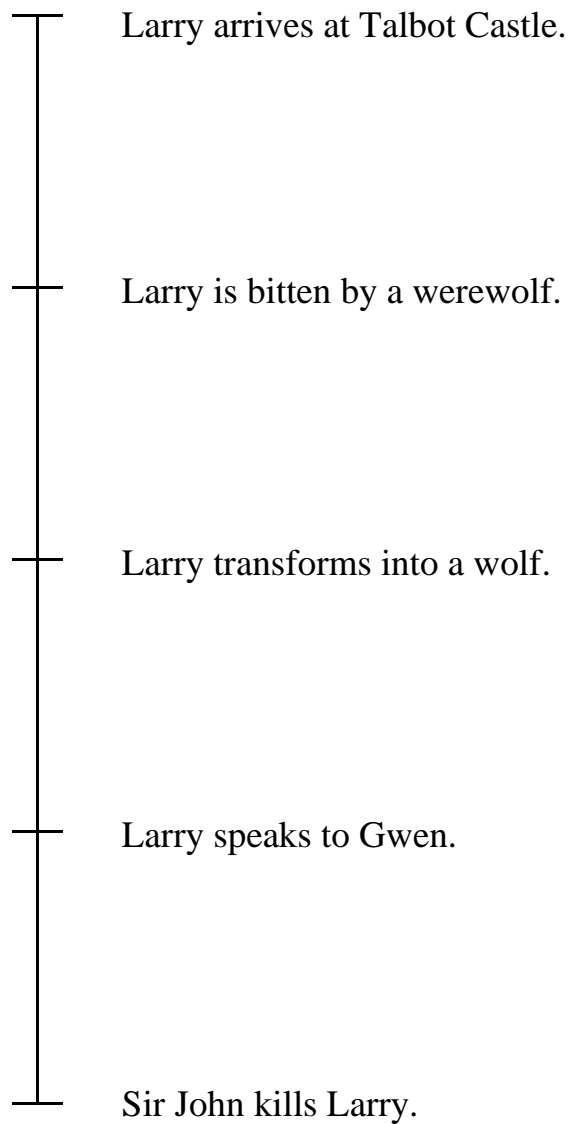 Larry arrives at Talbot Castle.
Larry is bitten by a werewolf.
Larry transforms into a wolf.
Larry speaks to Gwen.
Sir John kills Larry.